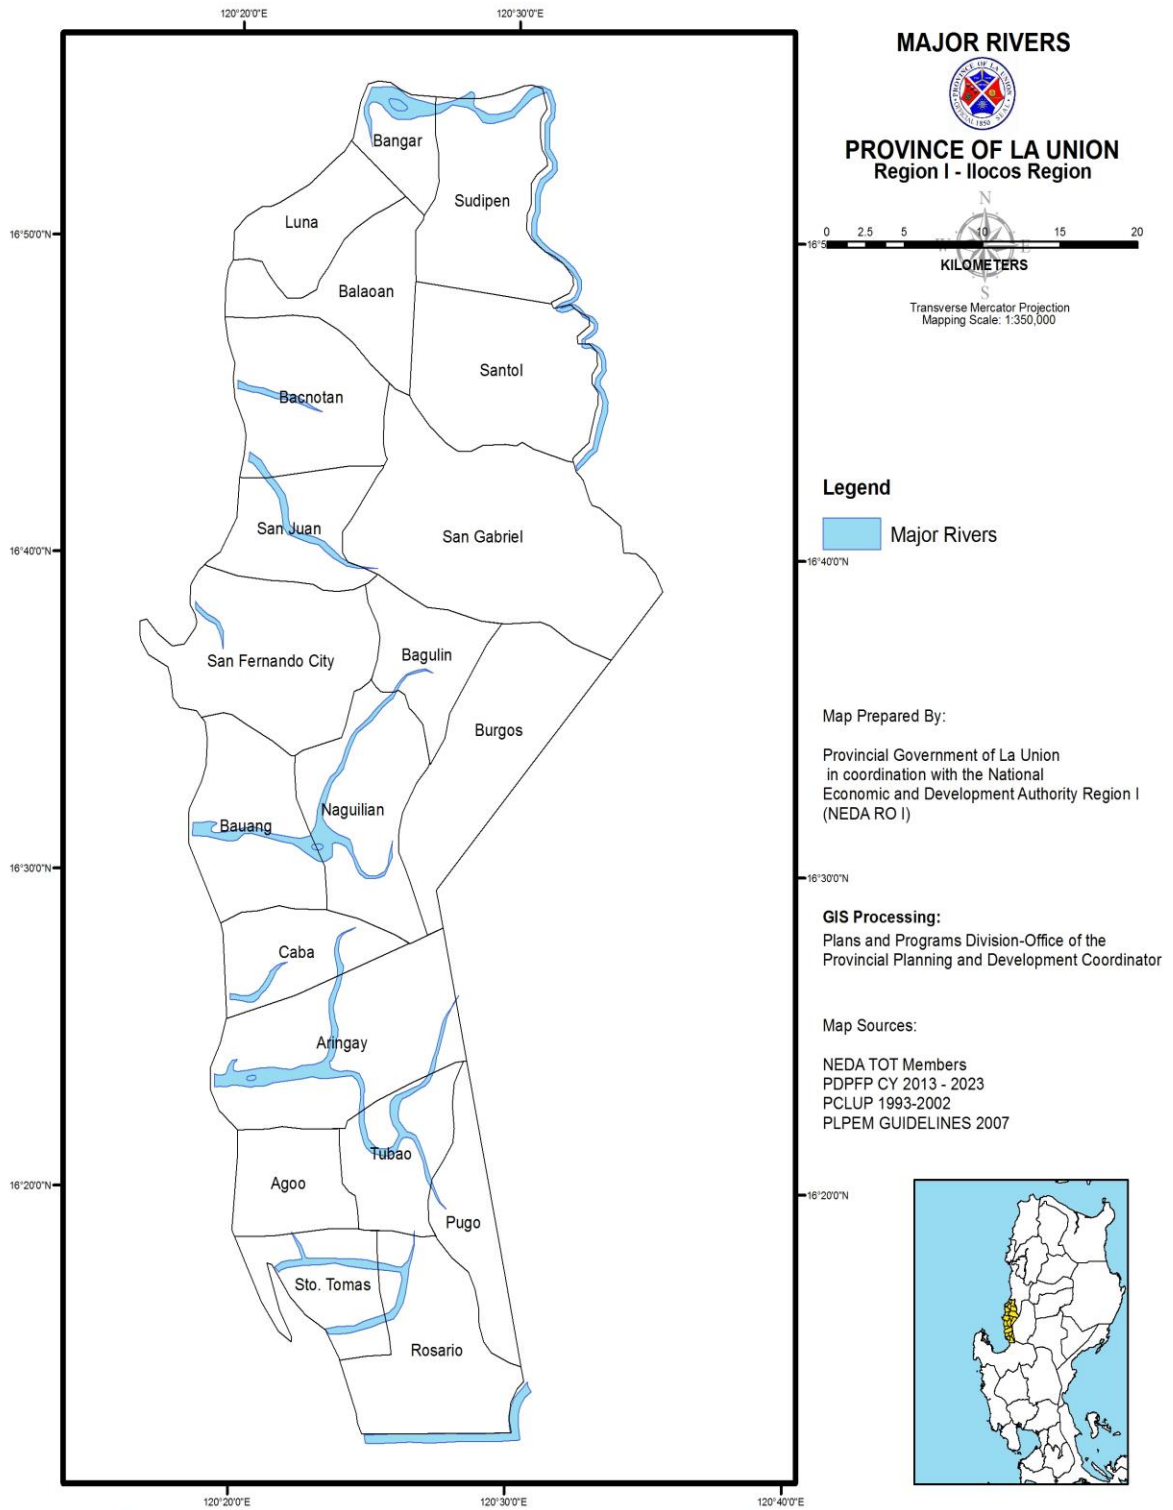 120°20'0"E
120°30'0"E
MAJOR RIVERS
PROVINCE OF LA UNION
OFFICIAL 1850 SEAL
PROVINCE OF LA UNION
Region I - Ilocos Region
N
0 2.5 5 10 15 20
W E
KILOMETERS
S
Transverse Mercator Projection
Mapping Scale: 1:350,000
Bangar
Sudipen
Luna
16°50'0"N
Balaoan
Santol
Bacnotan
San Juan
San Gabriel
16°40'0"N
16°40'0"N
Legend
Major Rivers
San Fernando City
Bagulin
Burgos
Map Prepared By:
Provincial Government of La Union
in coordination with the National
Economic and Development Authority Region I
(NEDA RO I)
Naguilian
Bauang
16°30'0"N
16°30'0"N
GIS Processing:
Plans and Programs Division-Office of the
Provincial Planning and Development Coordinator
Caba
Aringay
Map Sources:
NEDA TOT Members
PDPFP CY 2013 - 2023
PCLUP 1993-2002
PLPEM GUIDELINES 2007
Tubao
Agoo
16°20'0"N
16°20'0"N
Pugo
Sto. Tomas
Rosario
120°20'0"E
120°30'0"E
120°40'0"E